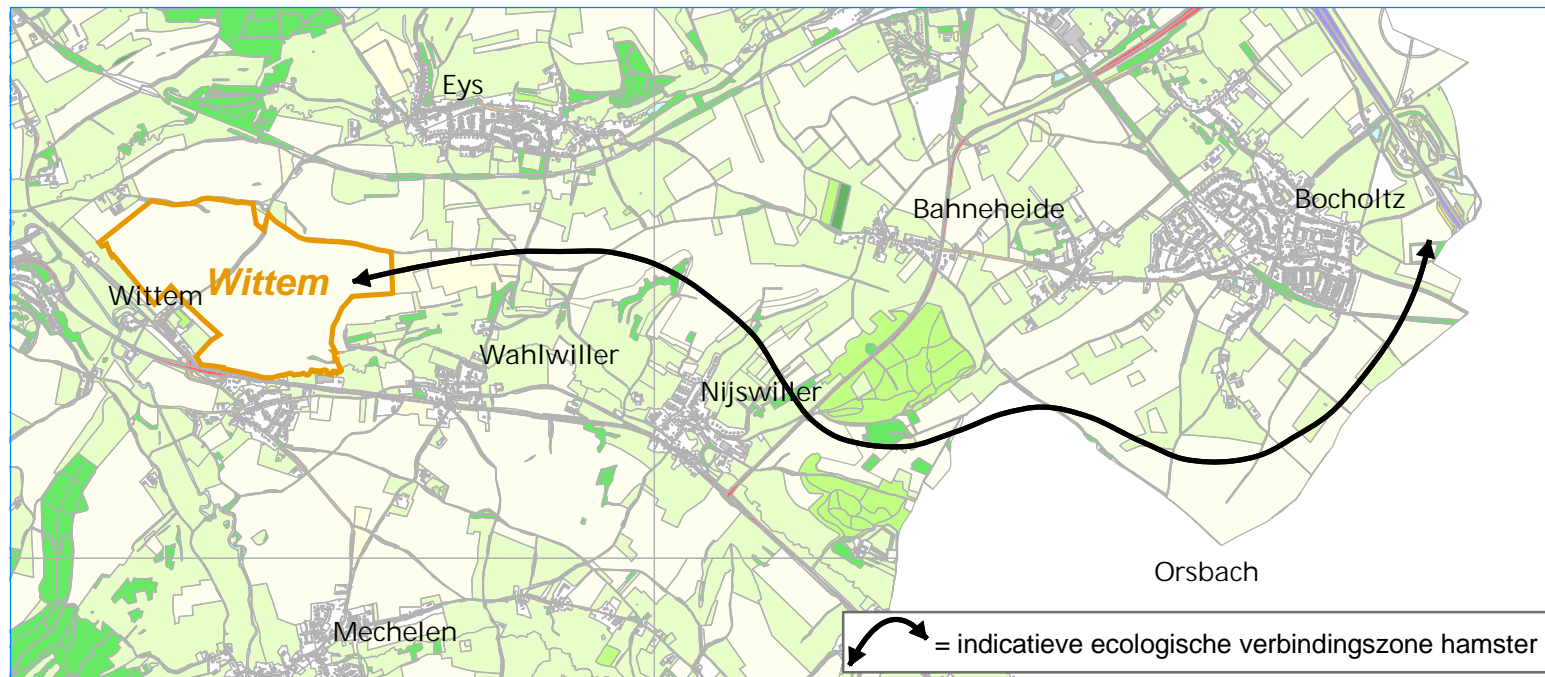 Eys
Bahneheide
Bocholtz
Wittem
Wittem
Wahlwiller
Nijswiller
Orsbach
Mechelen
= indicatieve ecologische verbindingszone hamster